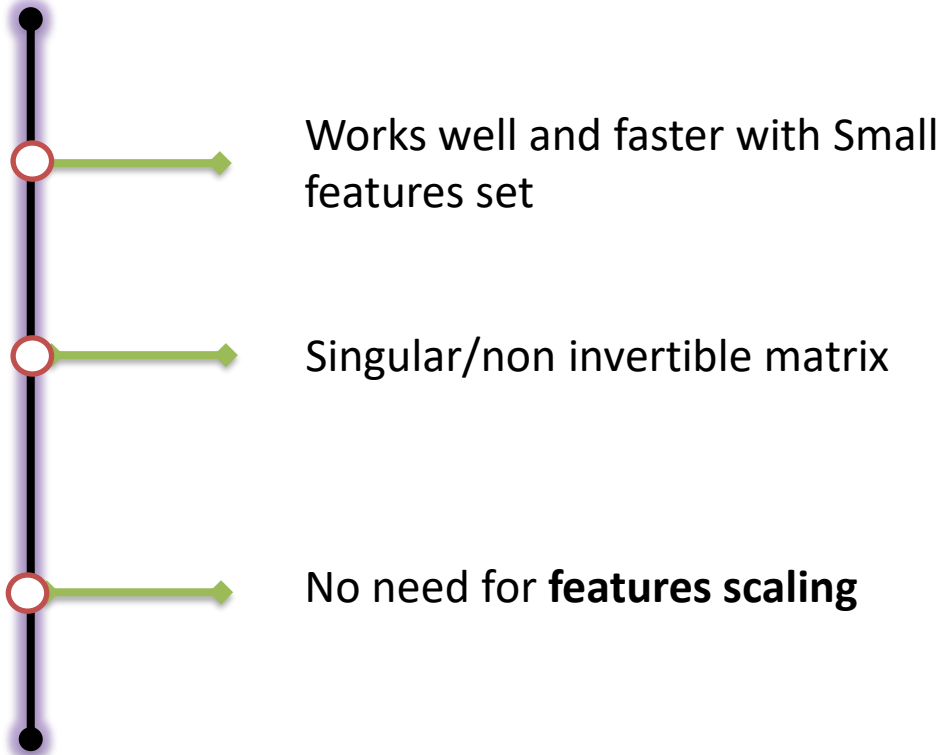 Works well and faster with Small
features set
Singular/non invertible matrix
No need for features scaling